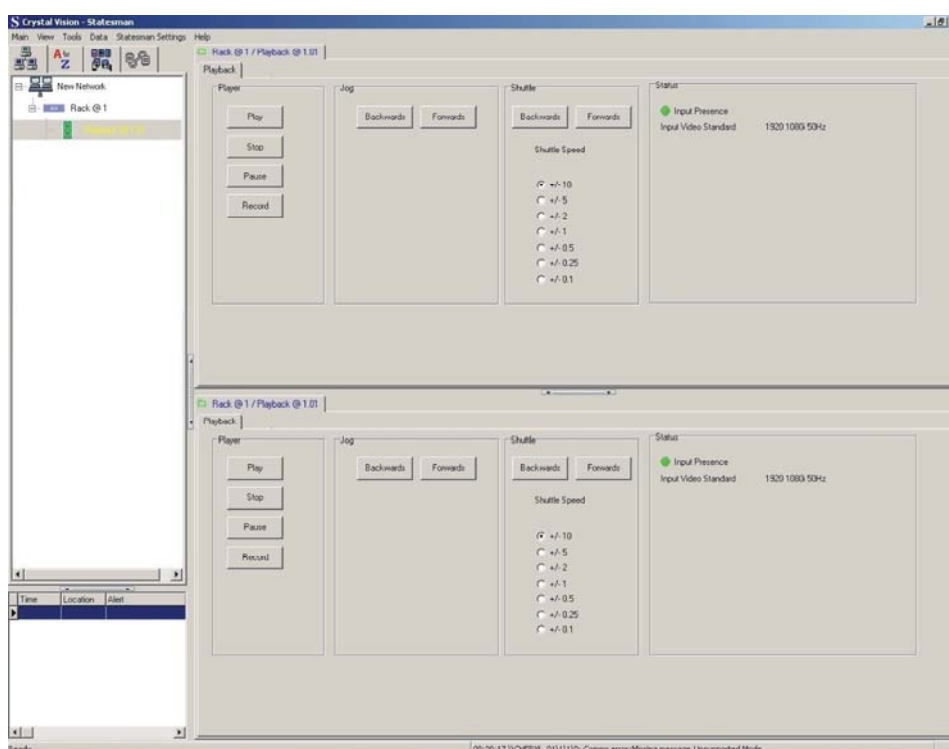 S Crystal Vision - Statesman
Main View Tools Data Statesman Settings Help
A to Z
New Network
Rack @ 1
Rack @ 1 / Playback @ 1.01
Playback
Player
Play
Stop
Pause
Record
Jog
Backwards Forwards
Shuttle
Backwards Forwards
Shuttle Speed
+/- 10
+/- 5
+/- 2
+/- 1
+/- 0.5
+/- 0.25
+/- 0.1
Status
Input Presence
Input Video Standard 1920 1080i 50Hz
Rack @ 1 / Playback @ 1.01
Playback
Player
Play
Stop
Pause
Record
Jog
Backwards Forwards
Shuttle
Backwards Forwards
Shuttle Speed
+/- 10
+/- 5
+/- 2
+/- 1
+/- 0.5
+/- 0.25
+/- 0.1
Status
Input Presence
Input Video Standard 1920 1080i 50Hz
Time Location Alert
Ready